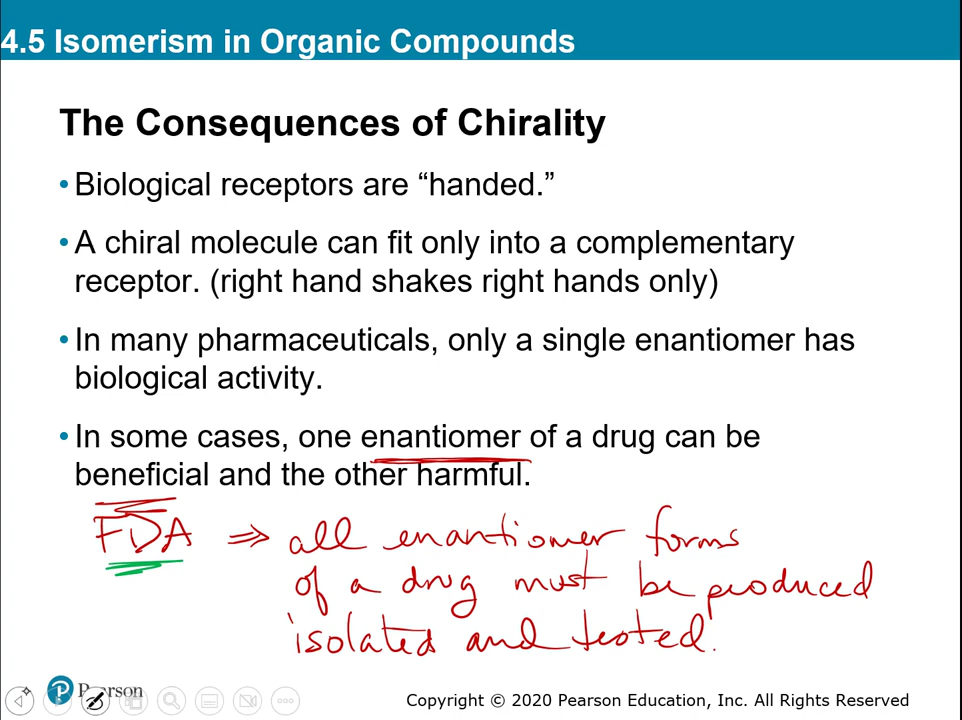 4.5 Isomerism in Organic Compounds
The Consequences of Chirality
•Biological receptors are “handed.”
•A chiral molecule can fit only into a complementary
receptor. (right hand shakes right hands only)
•In many pharmaceuticals, only a single enantiomer has
biological activity.
•In some cases, one enantiomer of a drug can be
beneficial and the other harmful.
FDA ⇒ all enantiomer forms
of a drug must be produced
isolated and tested.
Pearson
Copyright © 2020 Pearson Education, Inc. All Rights Reserved